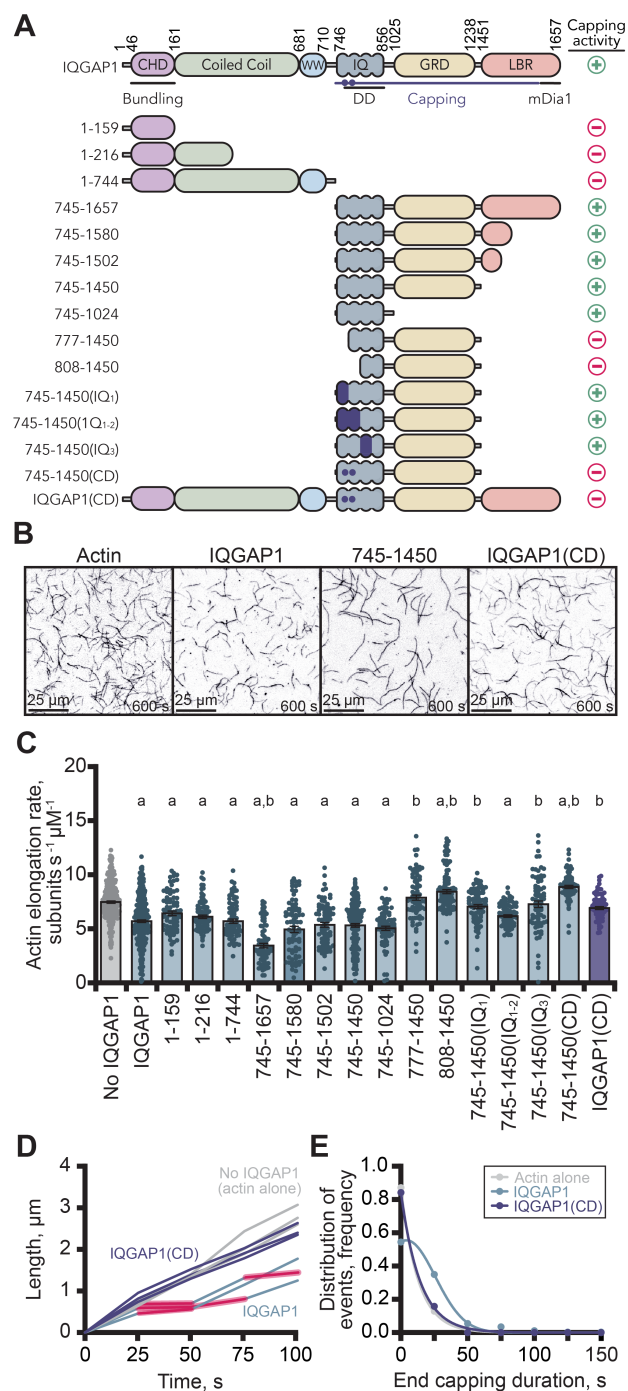 A
1 46 161 681 710 746 856 1025 1238 1451 1657
Capping activity
IQGAP1 CHD Coiled Coil WW IQ GRD LBR
Bundling DD Capping mDia1
1-159
1-216
1-744
745-1657
745-1580
745-1502
745-1450
745-1024
777-1450
808-1450
745-1450(IQ1)
745-1450(1Q1-2)
745-1450(IQ3)
745-1450(CD)
IQGAP1(CD)
B
Actin IQGAP1 745-1450 IQGAP1(CD)
25 µm 600 s 25 µm 600 s 25 µm 600 s 25 µm 600 s
C
Actin elongation rate,
subunits s-1 µM-1
20
15
10
5
0
a a a a a,b a a a a b a,b b a b a,b b
No IQGAP1
IQGAP1
1-159
1-216
1-744
745-1657
745-1580
745-1502
745-1450
745-1024
777-1450
808-1450
745-1450(IQ1)
745-1450(IQ1-2)
745-1450(IQ3)
745-1450(CD)
IQGAP1(CD)
D
Length, µm
4
3
2
1
0
No IQGAP1
(actin alone)
IQGAP1(CD)
IQGAP1
0 25 50 75 100
Time, s
E
Distribution of
events, frequency
1.0
0.8
0.6
0.4
0.2
0.0
Actin alone
IQGAP1
IQGAP1(CD)
0 50 100 150
End capping duration, s